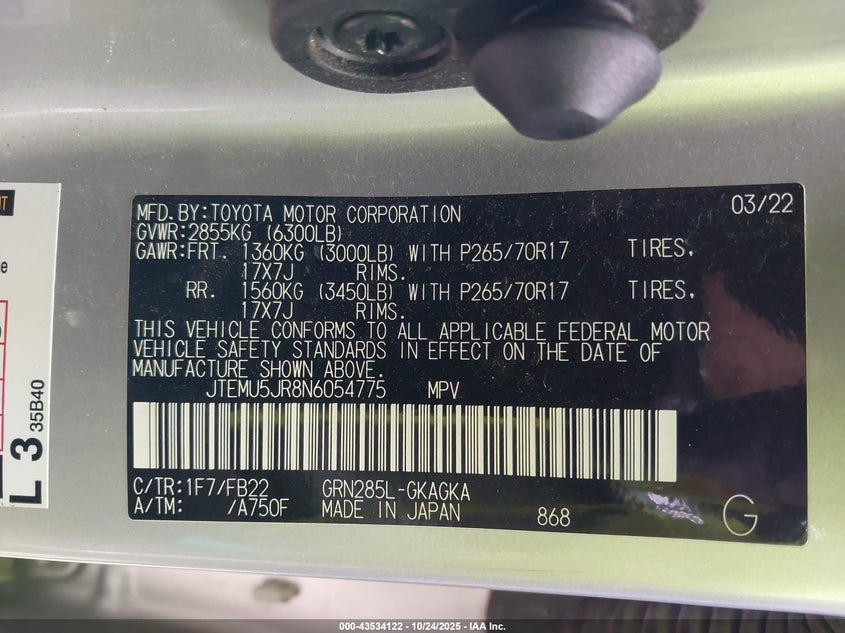 MFD. BY:TOYOTA MOTOR CORPORATION 03/22
GVWR:2855KG (6300LB)
GAWR:FRT. 1360KG (3000LB) WITH P265/70R17 TIRES,
17X7J RIMS.
RR. 1560KG (3450LB) WITH P265/70R17 TIRES,
17X7J RIMS.
THIS VEHICLE CONFORMS TO ALL APPLICABLE FEDERAL MOTOR
VEHICLE SAFETY STANDARDS IN EFFECT ON THE DATE OF
MANUFACTURE SHOWN ABOVE.
JTEMU5JR8N6054775 MPV
C/TR:1F7/FB22 GRN285L-GKAGKA
A/TM: /A750F MADE IN JAPAN 868 G
L 3 35B40
000-43534122 - 10/24/2025 - IAA Inc.